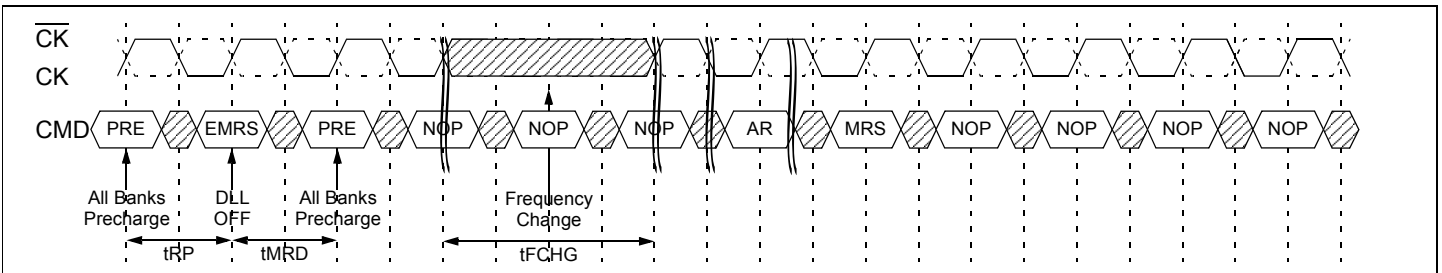 CK
CK
CMD PRE EMRS PRE NOP NOP NOP AR MRS NOP NOP NOP NOP
All Banks Precharge
DLL OFF
All Banks Precharge
Frequency Change
tRP tMRD tFCHG